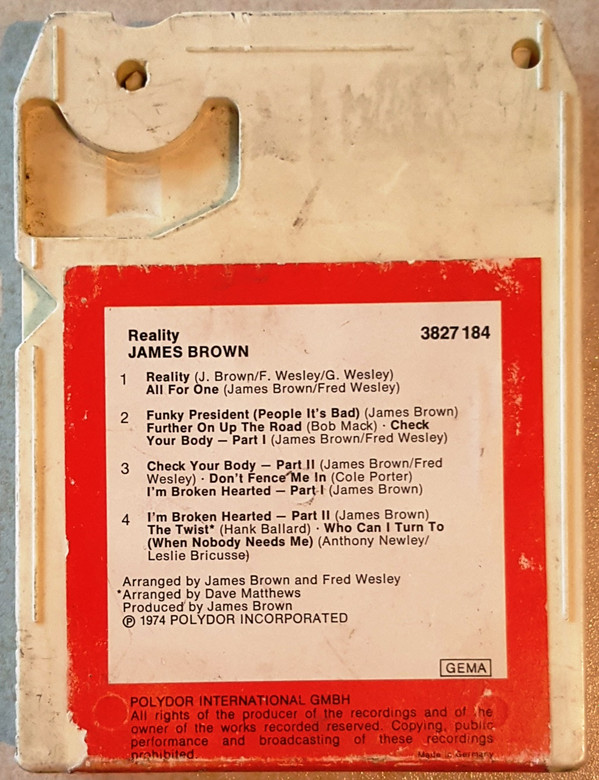 Reality 3827 184
JAMES BROWN
1 Reality (J. Brown/F. Wesley/G. Wesley)
All For One (James Brown/Fred Wesley)
2 Funky President (People It's Bad) (James Brown)
Further On Up The Road (Bob Mack) · Check
Your Body – Part I (James Brown/Fred Wesley)
3 Check Your Body – Part II (James Brown/Fred
Wesley) · Don't Fence Me In (Cole Porter)
I'm Broken Hearted – Part I (James Brown)
4 I'm Broken Hearted – Part II (James Brown)
The Twist* (Hank Ballard) · Who Can I Turn To
(When Nobody Needs Me) (Anthony Newley/
Leslie Bricusse)
Arranged by James Brown and Fred Wesley
*Arranged by Dave Matthews
Produced by James Brown
℗ 1974 POLYDOR INCORPORATED
GEMA
POLYDOR INTERNATIONAL GMBH
All rights of the producer of the recordings and of the
owner of the works recorded reserved. Copying, public
performance and broadcasting of these recordings
prohibited. Made in Germany